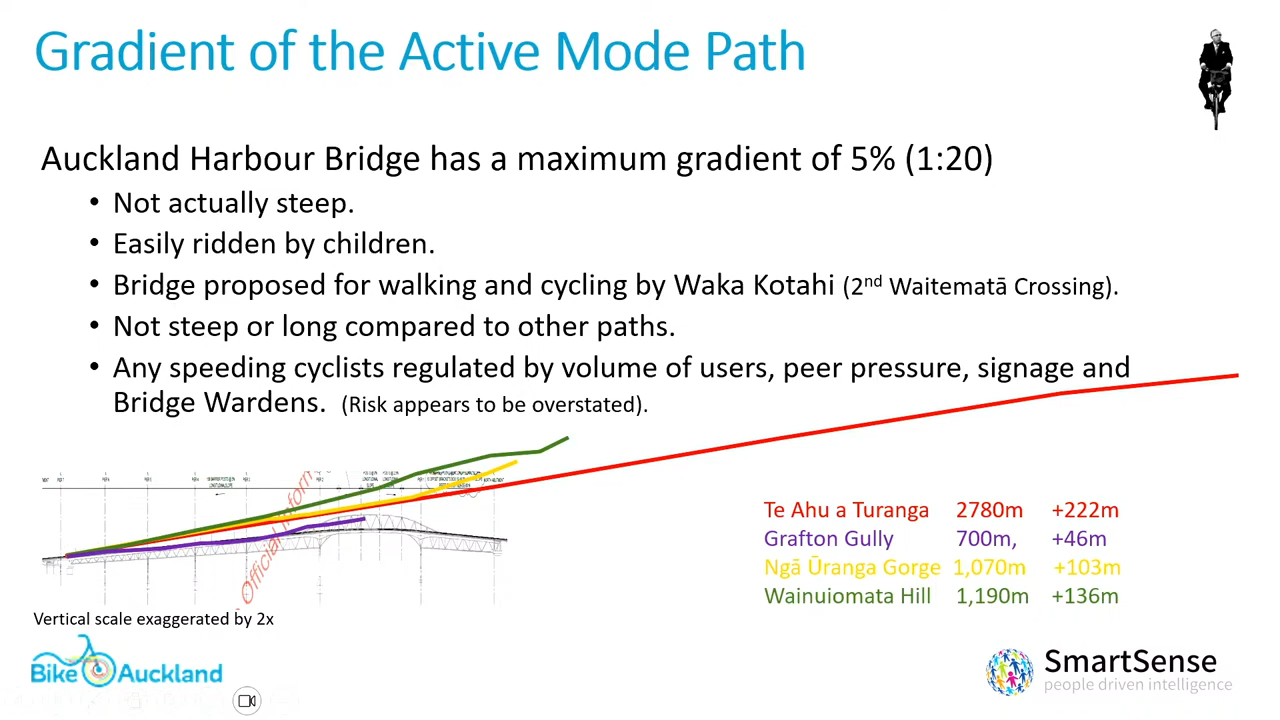 Gradient of the Active Mode Path
Auckland Harbour Bridge has a maximum gradient of 5% (1:20)
• Not actually steep.
• Easily ridden by children.
• Bridge proposed for walking and cycling by Waka Kotahi (2nd Waitematā Crossing).
• Not steep or long compared to other paths.
• Any speeding cyclists regulated by volume of users, peer pressure, signage and
Bridge Wardens. (Risk appears to be overstated).
Official Inform
Te Ahu a Turanga 2780m +222m
Grafton Gully 700m, +46m
Ngā Ūranga Gorge 1,070m +103m
Wainuiomata Hill 1,190m +136m
Vertical scale exaggerated by 2x
Bike Auckland
SmartSense
people driven intelligence